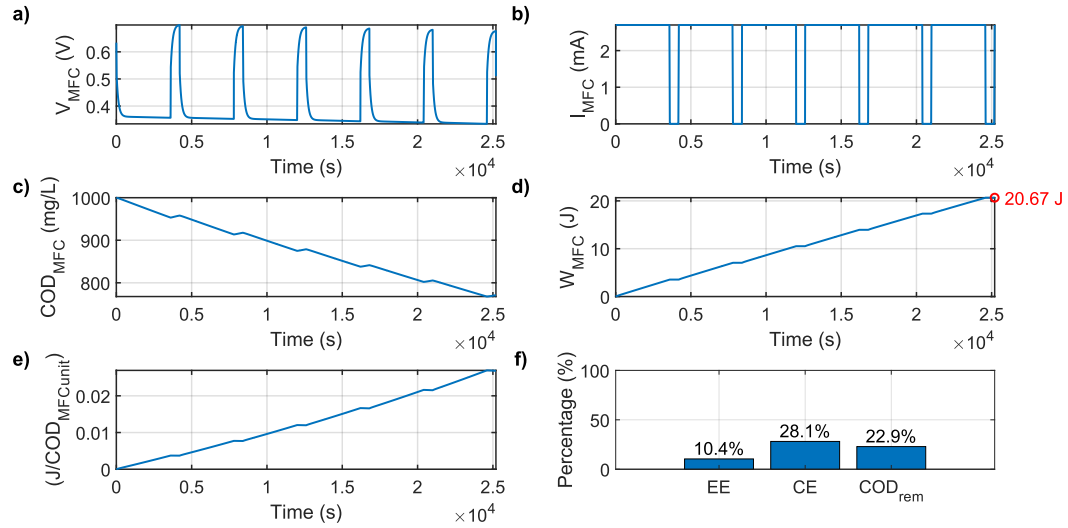 a)
V_MFC (V)
0.6
0.5
0.4
0 0.5 1 1.5 2 2.5
Time (s)
×10^4
b)
I_MFC (mA)
2
1
0
0 0.5 1 1.5 2 2.5
Time (s)
×10^4
c)
COD_MFC (mg/L)
1000
900
800
0 0.5 1 1.5 2 2.5
Time (s)
×10^4
d)
W_MFC (J)
20
10
0
20.67 J
0 0.5 1 1.5 2 2.5
Time (s)
×10^4
e)
(J/COD_MFCunit)
0.02
0.01
0
0 0.5 1 1.5 2 2.5
Time (s)
×10^4
f)
Percentage (%)
100
50
0
10.4% 28.1% 22.9%
EE CE COD_rem